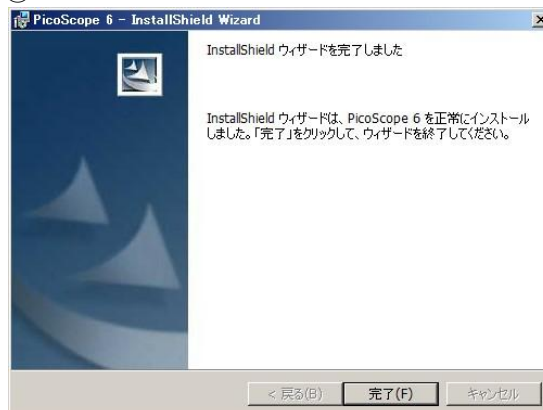 PicoScope 6 - InstallShield Wizard
InstallShield ウィザードを完了しました
InstallShield ウィザードは、PicoScope 6 を正常にインストール
しました。「完了」をクリックして、ウィザードを終了してください。
< 戻る(B)
完了(F)
キャンセル